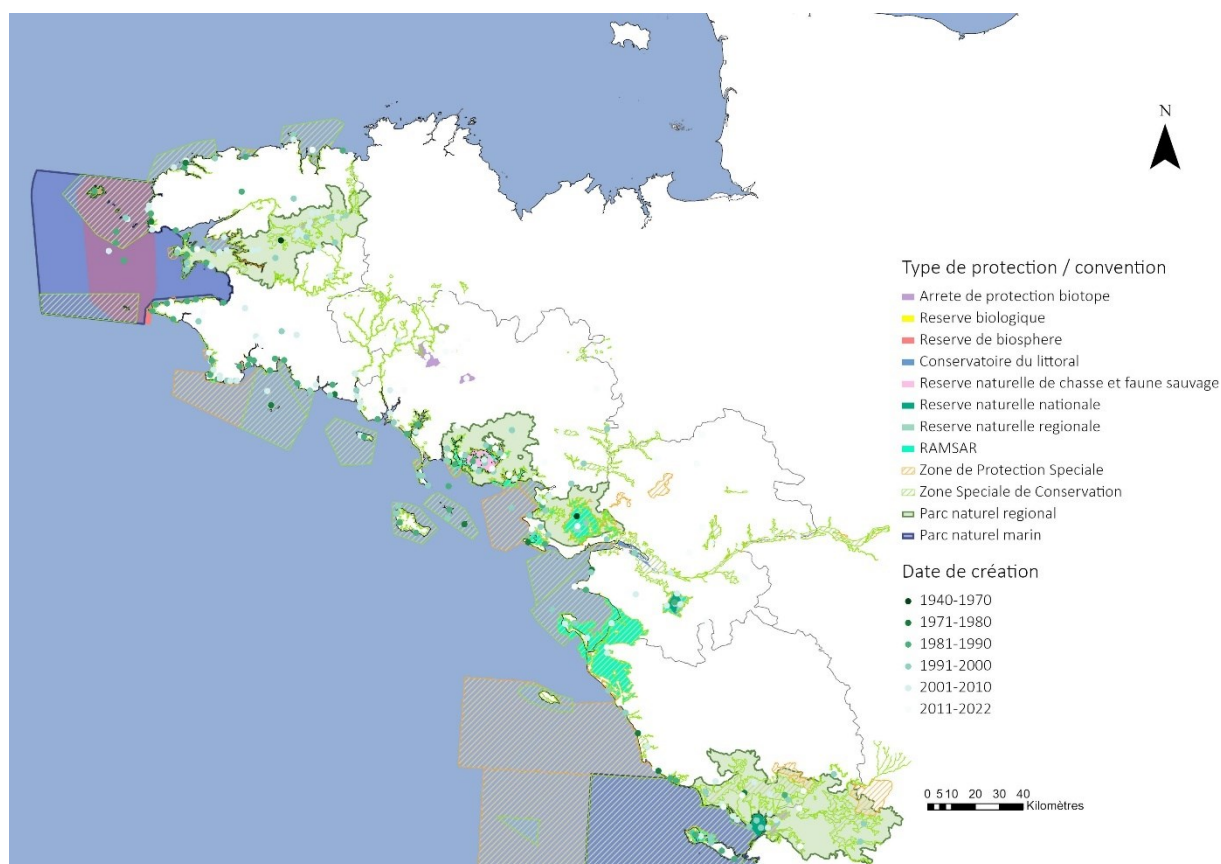 N
Type de protection / convention
Arrete de protection biotope
Reserve biologique
Reserve de biosphere
Conservatoire du littoral
Reserve naturelle de chasse et faune sauvage
Reserve naturelle nationale
Reserve naturelle regionale
RAMSAR
Zone de Protection Speciale
Zone Speciale de Conservation
Parc naturel regional
Parc naturel marin
Date de création
1940-1970
1971-1980
1981-1990
1991-2000
2001-2010
2011-2022
0 5 10 20 30 40
Kilomètres